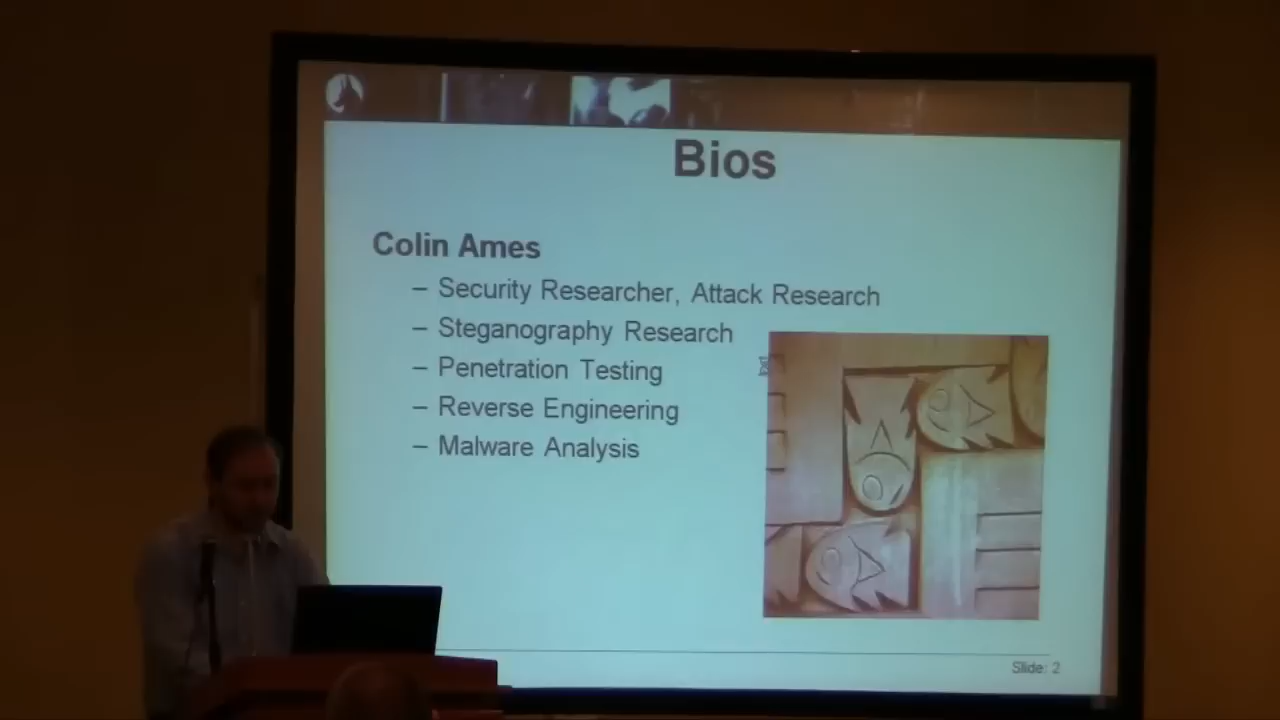 Bios
Colin Ames
– Security Researcher, Attack Research
– Steganography Research
– Penetration Testing
– Reverse Engineering
– Malware Analysis
Slide: 2